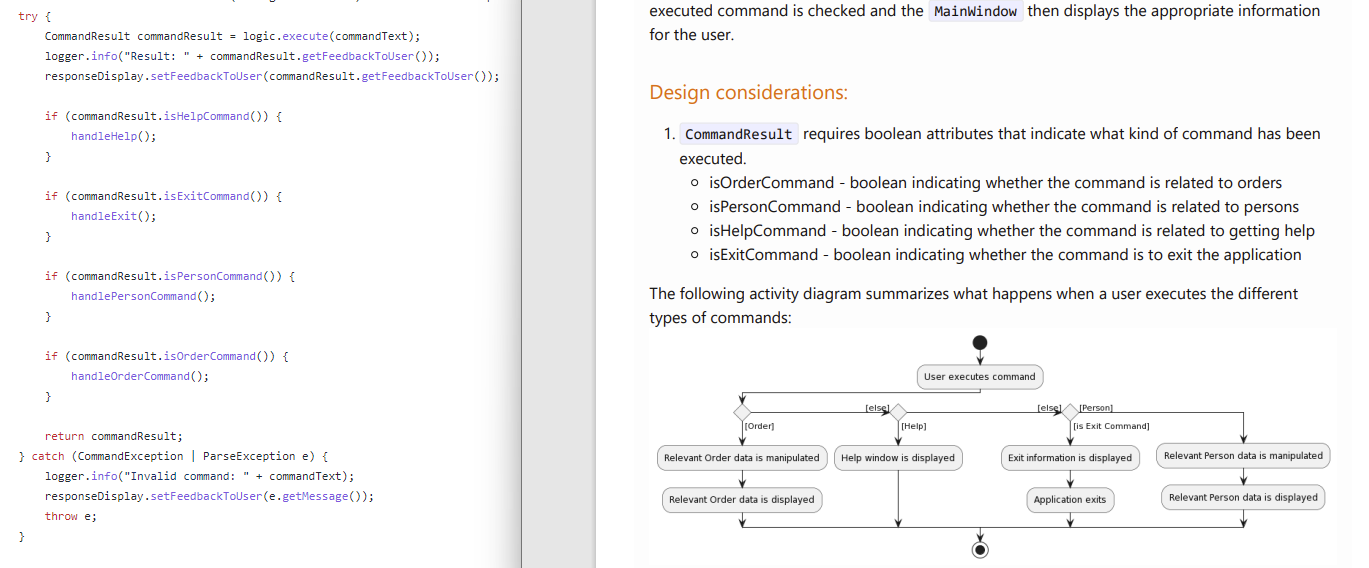 try {
CommandResult commandResult = logic.execute(commandText);
logger.info("Result: " + commandResult.getFeedbackToUser());
responseDisplay.setFeedbackToUser(commandResult.getFeedbackToUser());
if (commandResult.isHelpCommand()) {
handleHelp();
}
if (commandResult.isExitCommand()) {
handleExit();
}
if (commandResult.isPersonCommand()) {
handlePersonCommand();
}
if (commandResult.isOrderCommand()) {
handleOrderCommand();
}
return commandResult;
} catch (CommandException | ParseException e) {
logger.info("Invalid command: " + commandText);
responseDisplay.setFeedbackToUser(e.getMessage());
throw e;
}
executed command is checked and the MainWindow then displays the appropriate information
for the user.
Design considerations:
1. CommandResult requires boolean attributes that indicate what kind of command has been
executed.
isOrderCommand - boolean indicating whether the command is related to orders
isPersonCommand - boolean indicating whether the command is related to persons
isHelpCommand - boolean indicating whether the command is related to getting help
isExitCommand - boolean indicating whether the command is to exit the application
The following activity diagram summarizes what happens when a user executes the different
types of commands:
User executes command
[else] [else] [Person]
[Order] [Help] [is Exit Command]
Relevant Order data is manipulated Help window is displayed Exit information is displayed Relevant Person data is manipulated
Relevant Order data is displayed Application exits Relevant Person data is displayed